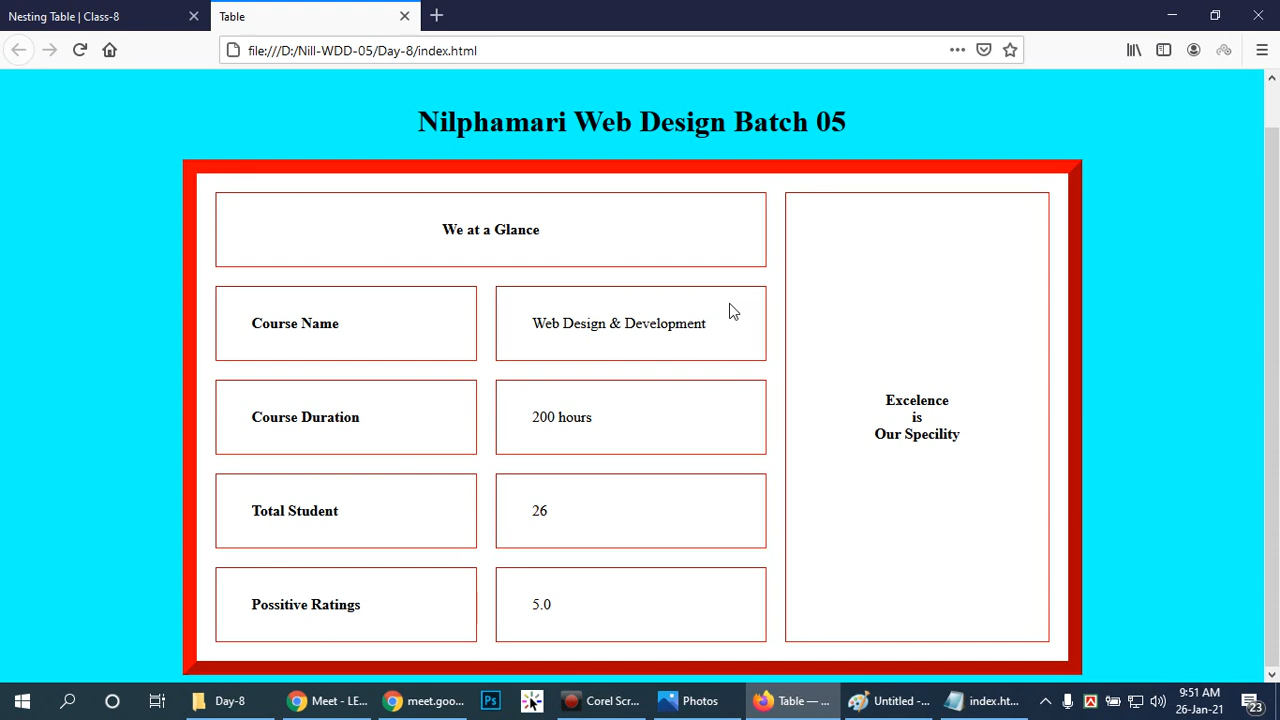 Nesting Table | Class-8
Table
file:///D:/Nill-WDD-05/Day-8/index.html
Nilphamari Web Design Batch 05
We at a Glance
Course Name
Web Design & Development
Course Duration
200 hours
Total Student
26
Possitive Ratings
5.0
Excelence
is
Our Specility
Day-8
Meet - LE...
meet.goo...
Ps
Corel Scr...
Photos
Table — ...
Untitled -...
index.ht...
9:51 AM
26-Jan-21
23